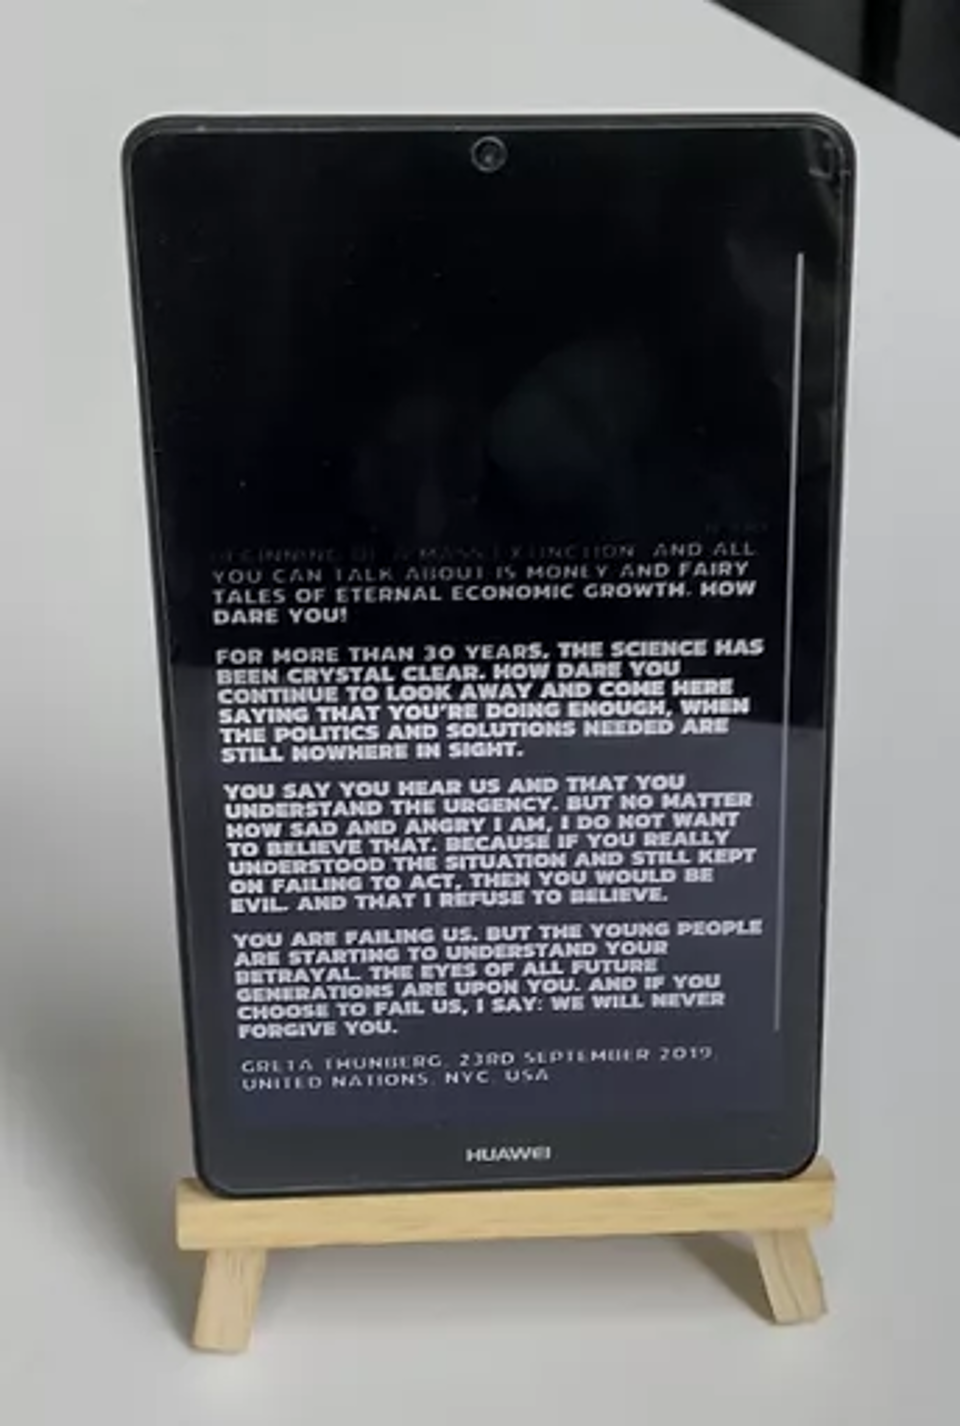 BEGINNING OF A MASS EXTINCTION, AND ALL
YOU CAN TALK ABOUT IS MONEY AND FAIRY
TALES OF ETERNAL ECONOMIC GROWTH. HOW
DARE YOU!
FOR MORE THAN 30 YEARS, THE SCIENCE HAS
BEEN CRYSTAL CLEAR. HOW DARE YOU
CONTINUE TO LOOK AWAY AND COME HERE
SAYING THAT YOU'RE DOING ENOUGH, WHEN
THE POLITICS AND SOLUTIONS NEEDED ARE
STILL NOWHERE IN SIGHT.
YOU SAY YOU HEAR US AND THAT YOU
UNDERSTAND THE URGENCY. BUT NO MATTER
HOW SAD AND ANGRY I AM, I DO NOT WANT
TO BELIEVE THAT. BECAUSE IF YOU REALLY
UNDERSTOOD THE SITUATION AND STILL KEPT
ON FAILING TO ACT, THEN YOU WOULD BE
EVIL. AND THAT I REFUSE TO BELIEVE.
YOU ARE FAILING US. BUT THE YOUNG PEOPLE
ARE STARTING TO UNDERSTAND YOUR
BETRAYAL. THE EYES OF ALL FUTURE
GENERATIONS ARE UPON YOU. AND IF YOU
CHOOSE TO FAIL US, I SAY: WE WILL NEVER
FORGIVE YOU.
GRETA THUNBERG, 23RD SEPTEMBER 2019,
UNITED NATIONS, NYC, USA
HUAWEI